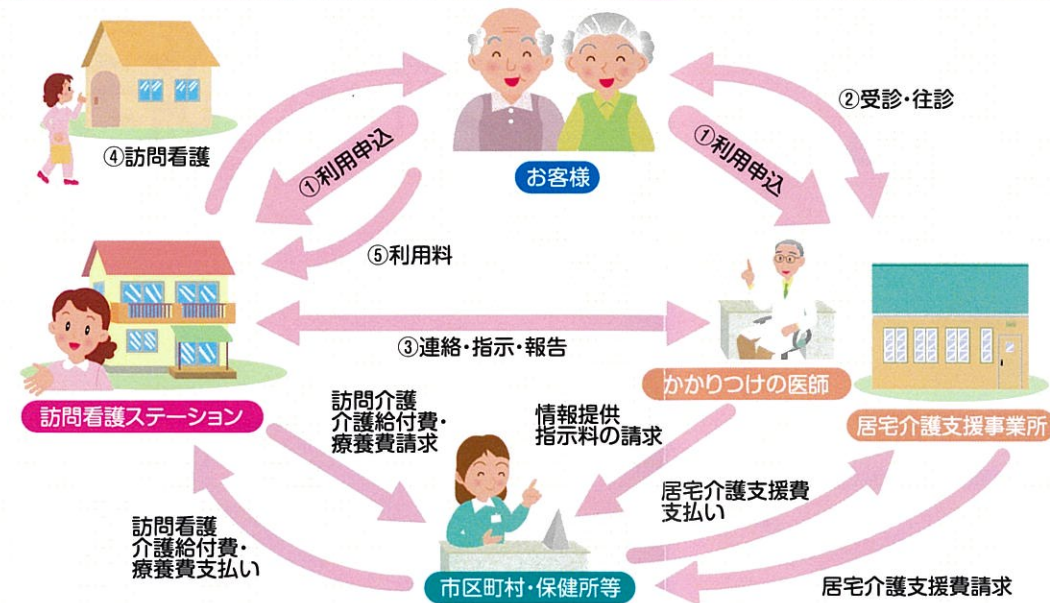 ②受診・往診
④訪問看護
①利用申込
①利用申込
お客様
⑤利用料
③連絡・指示・報告
かかりつけの医師
訪問看護ステーション
居宅介護支援事業所
訪問介護
介護給付費・
療養費請求
情報提供
指示料の請求
居宅介護支援費
支払い
訪問看護
介護給付費・
療養費支払い
市区町村・保健所等
居宅介護支援費請求